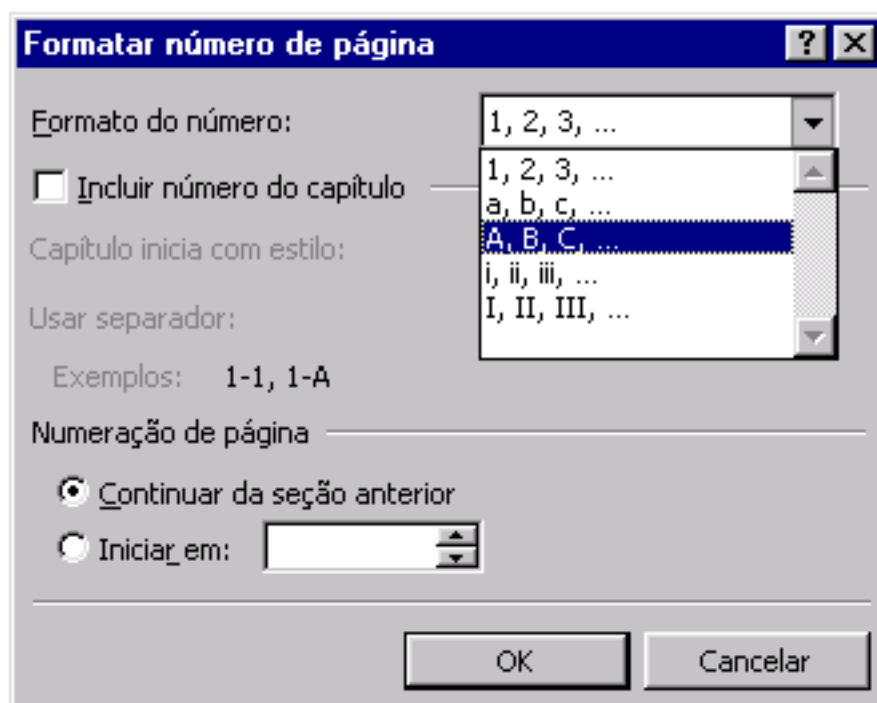 Formatar número de página
Formato do número:
1, 2, 3, ...
1, 2, 3, ...
a, b, c, ...
A, B, C, ...
i, ii, iii, ...
I, II, III, ...
Incluir número do capítulo
Capítulo inicia com estilo:
Usar separador:
Exemplos: 1-1, 1-A
Numeração de página
Continuar da seção anterior
Iniciar em:
OK Cancelar